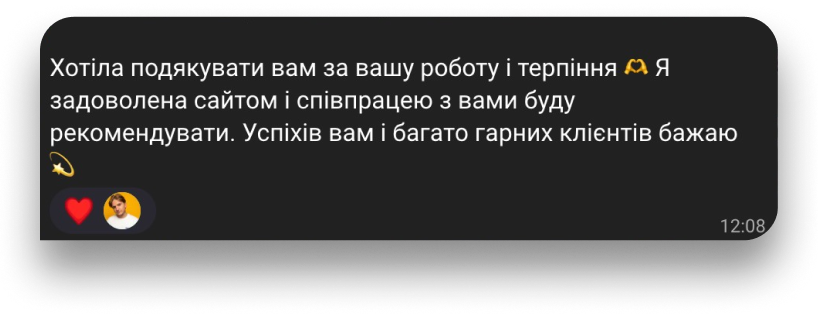 Хотіла подякувати вам за вашу роботу і терпіння 🫶 Я
задоволена сайтом і співпрацею з вами буду
рекомендувати. Успіхів вам і багато гарних клієнтів бажаю
💫
❤️
12:08